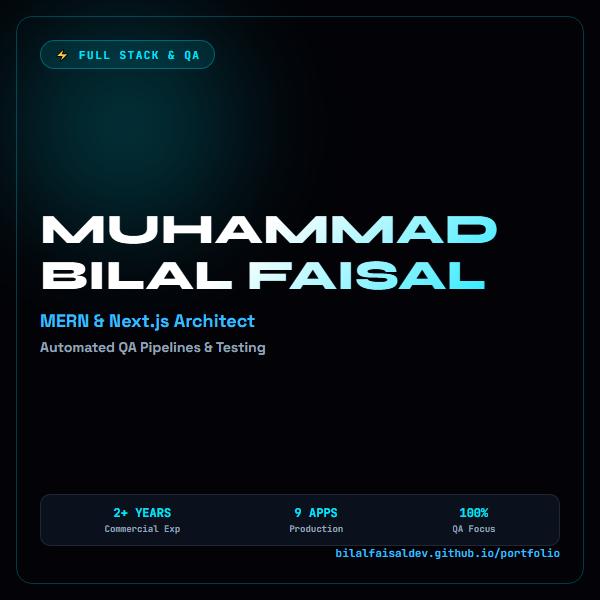 ⚡ FULL STACK & QA
MUHAMMAD
BILAL FAISAL
MERN & Next.js Architect
Automated QA Pipelines & Testing
2+ YEARS 9 APPS 100%
Commercial Exp Production QA Focus
bilalfaisaldev.github.io/portfolio